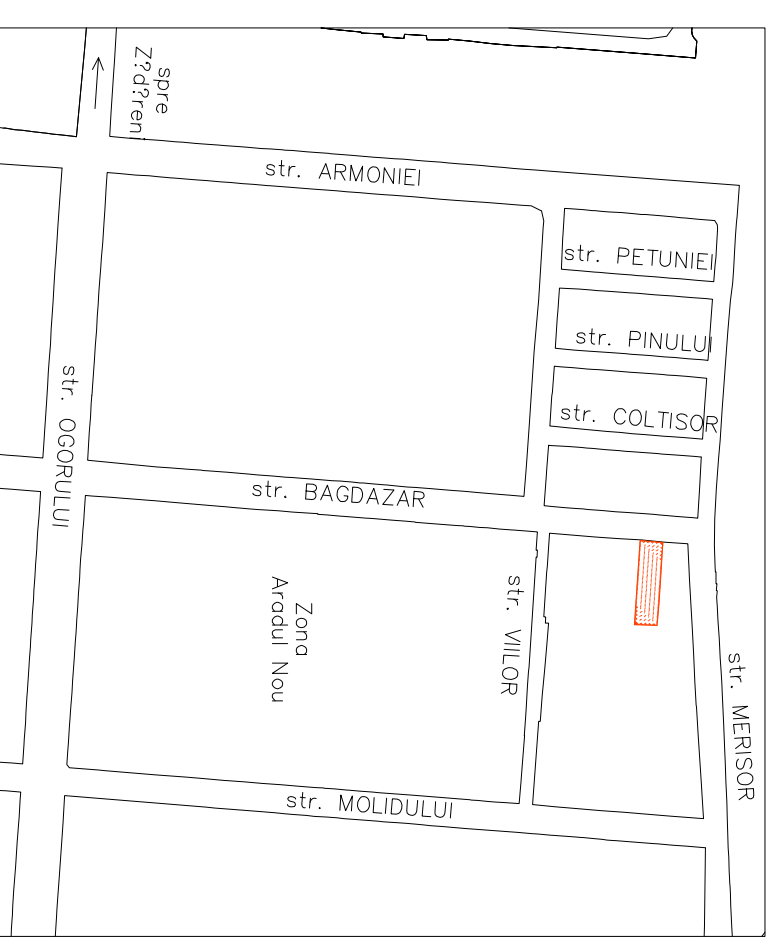 spre
Z?d?reni
str. ARMONIEI
str. PETUNIEI
str. PINULUI
str. COLTISOR
str. OGORULUI
str. BAGDAZAR
Zona
Aradul Nou
str. VIILOR
str. MERISOR
str. MOLIDULUI